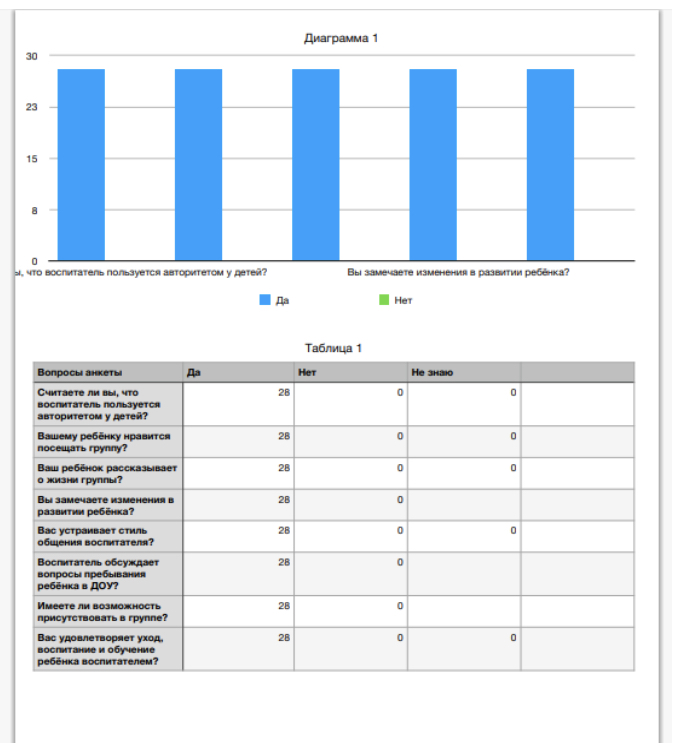 Диаграмма 1
30
23
15
8
0
ы, что воспитатель пользуется авторитетом у детей? Вы замечаете изменения в развитии ребёнка?
Да Нет
Таблица 1
Вопросы анкеты Да Нет Не знаю
Считаете ли вы, что
воспитатель пользуется
авторитетом у детей?
28 0 0
Вашему ребёнку нравится
посещать группу?
28 0 0
Ваш ребёнок рассказывает
о жизни группы?
28 0 0
Вы замечаете изменения в
развитии ребёнка?
28 0
Вас устраивает стиль
общения воспитателя?
28 0 0
Воспитатель обсуждает
вопросы пребывания
ребёнка в ДОУ?
28 0
Имеете ли возможность
присутствовать в группе?
28 0
Вас удовлетворяет уход,
воспитание и обучение
ребёнка воспитателем?
28 0 0